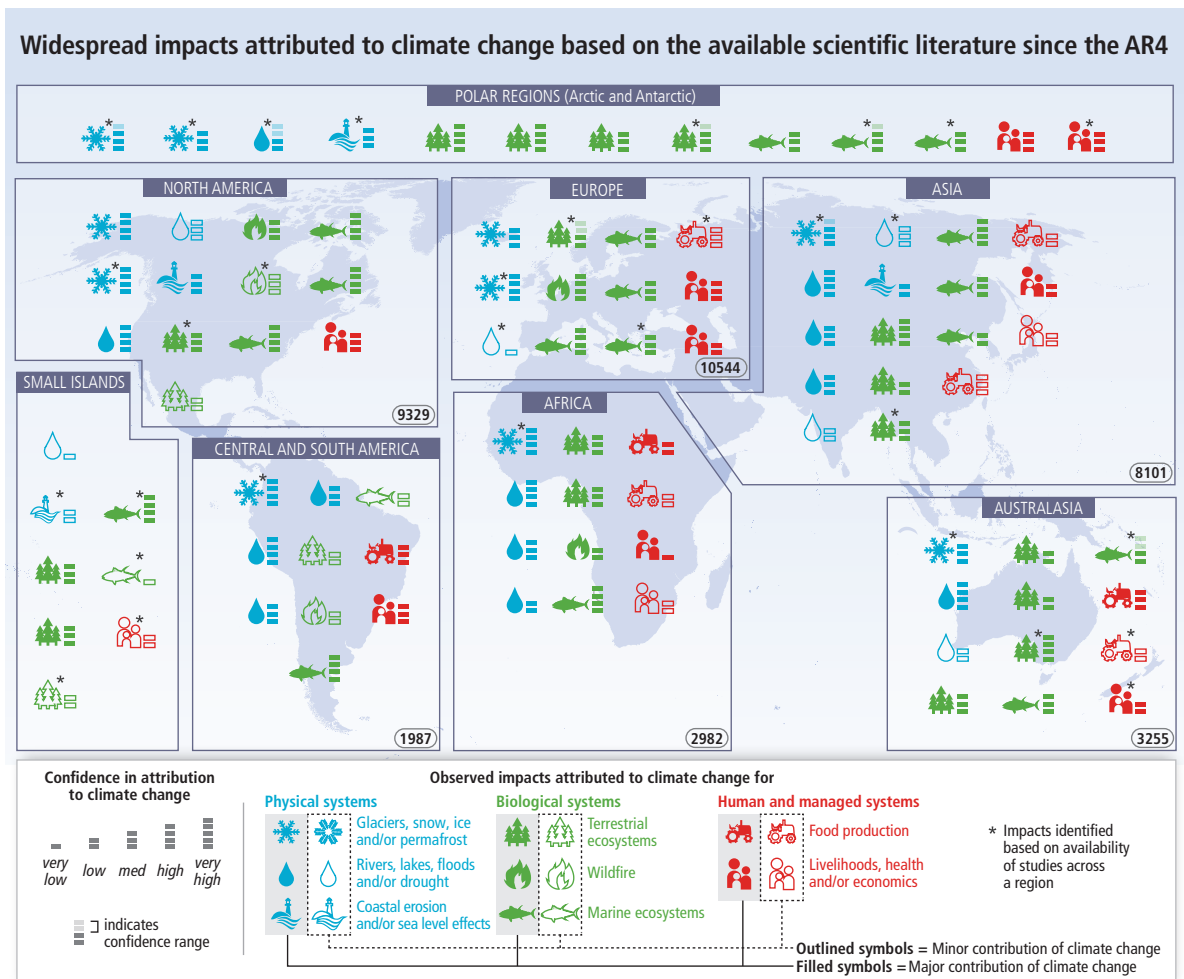 Widespread impacts attributed to climate change based on the available scientific literature since the AR4
POLAR REGIONS (Arctic and Antarctic)
* * * * * * * *
NORTH AMERICA
* * *
9329
EUROPE
* * * * *
10544
ASIA
* * *
8101
SMALL ISLANDS
* * * * *
CENTRAL AND SOUTH AMERICA
*
1987
AFRICA
*
2982
AUSTRALASIA
* * * * *
3255
Confidence in attribution
to climate change
very
low
low
med
high
very
high
indicates
confidence range
Observed impacts attributed to climate change for
Physical systems
Glaciers, snow, ice
and/or permafrost
Rivers, lakes, floods
and/or drought
Coastal erosion
and/or sea level effects
Biological systems
Terrestrial
ecosystems
Wildfire
Marine ecosystems
Human and managed systems
Food production
Livelihoods, health
and/or economics
* Impacts identified
based on availability
of studies across
a region
Outlined symbols = Minor contribution of climate change
Filled symbols = Major contribution of climate change